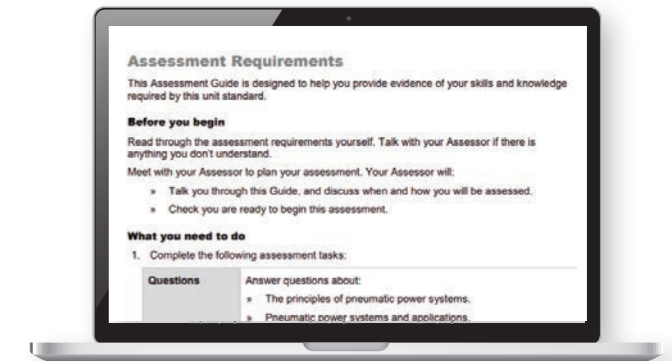 Assessment Requirements
This Assessment Guide is designed to help you provide evidence of your skills and knowledge
required by this unit standard.
Before you begin
Read through the assessment requirements yourself. Talk with your Assessor if there is
anything you don't understand.
Meet with your Assessor to plan your assessment. Your Assessor will:
» Talk you through this Guide, and discuss when and how you will be assessed.
» Check you are ready to begin this assessment.
What you need to do
1. Complete the following assessment tasks:
Questions Answer questions about:
» The principles of pneumatic power systems.
» Pneumatic power systems and applications.